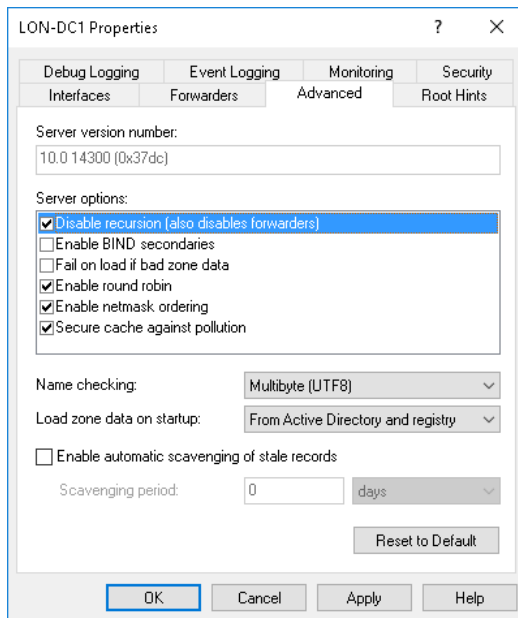 LON-DC1 Properties ? X
Debug Logging Event Logging Monitoring Security
Interfaces Forwarders Advanced Root Hints
Server version number:
10.0 14300 (0x37dc)
Server options:
Disable recursion (also disables forwarders)
Enable BIND secondaries
Fail on load if bad zone data
Enable round robin
Enable netmask ordering
Secure cache against pollution
Name checking: Multibyte (UTF8)
Load zone data on startup: From Active Directory and registry
Enable automatic scavenging of stale records
Scavenging period: 0 days
Reset to Default
OK Cancel Apply Help